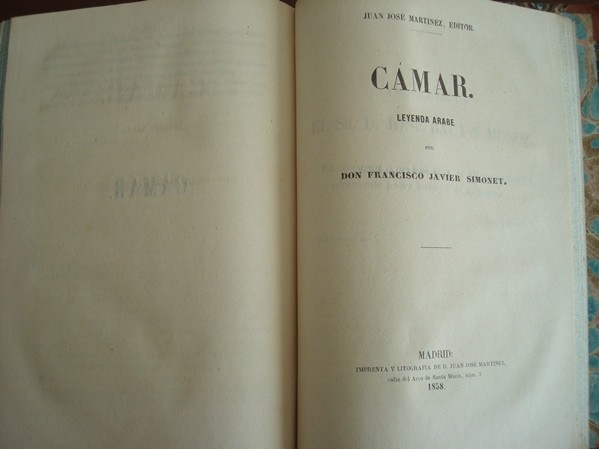 JUAN JOSÉ MARTINEZ, EDITOR.
CÁMAR.
LEYENDA ARABE
POR
DON FRANCISCO JAVIER SIMONET.
MADRID:
IMPRENTA Y LITOGRAFIA DE D. JUAN JOSÉ MARTINEZ,
calle del Arco de Santa María, núm. 7
1858.